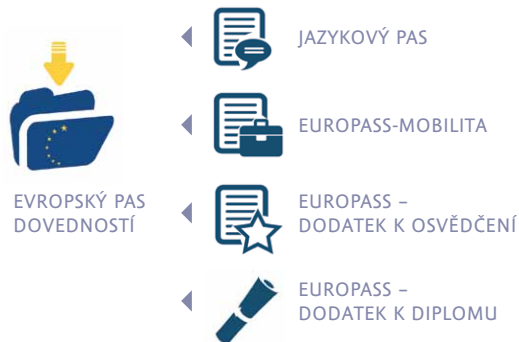 JAZYKOVÝ PAS
EUROPASS-MOBILITA
EVROPSKÝ PAS
DOVEDNOSTÍ
EUROPASS –
DODATEK K OSVĚDČENÍ
EUROPASS –
DODATEK K DIPLOMU